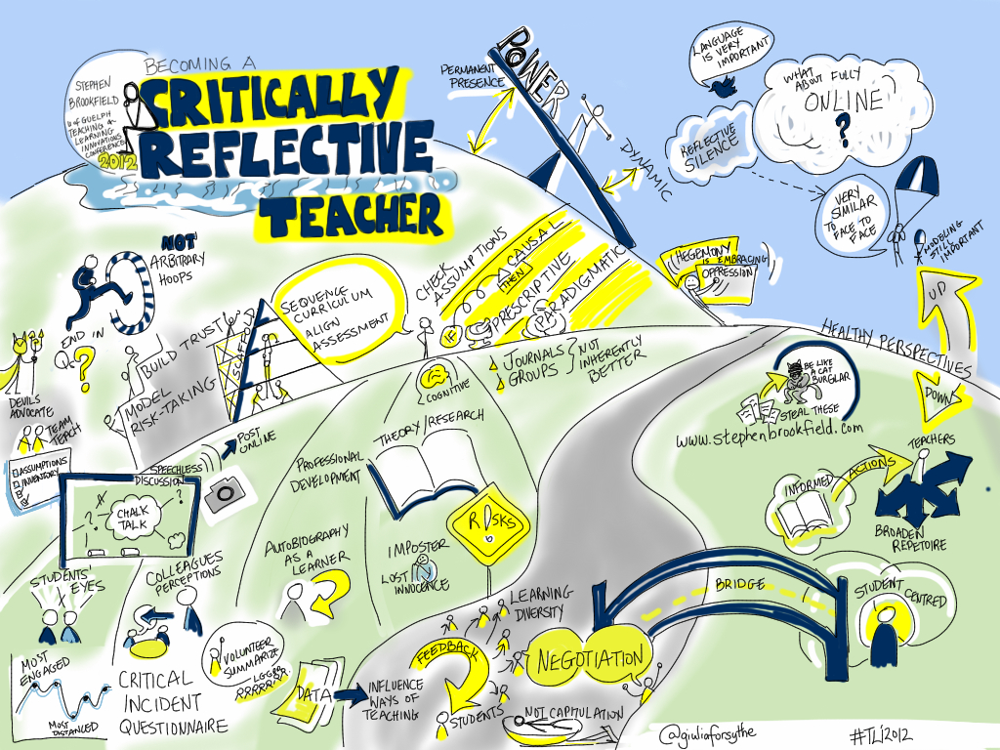 BECOMING A
CRITICALLY
REFLECTIVE
TEACHER
STEPHEN
BROOKFIELD
U of GUELPH
TEACHING &
LEARNING
INNOVATIONS
CONFERENCE
2012
PERMANENT
PRESENCE
POWER
DYNAMIC
LANGUAGE
IS VERY
IMPORTANT
REFLECTIVE
SILENCE
WHAT
ABOUT FULLY
ONLINE
?
VERY
SIMILAR
TO FACE TO
FACE
MODELING
STILL
IMPORTANT
HEGEMONY
IS EMBRACING
OPPRESSION
UP
HEALTHY PERSPECTIVES
DOWN
NOT
ARBITRARY
HOOPS
END IN
Qs ?
DEVILS
ADVOCATE
TEAM
TEACH
ASSUMPTIONS
INVENTORY
BUILD TRUST
MODEL
RISK-TAKING
SCAFFOLD
SEQUENCE
CURRICULUM
ALIGN
ASSESSMENT
CHECK
ASSUMPTIONS
IF
THEN
CAUSAL
PRESCRIPTIVE
PARADIGMATIC
JOURNALS
GROUPS
NOT
INHERENTLY
BETTER
COGNITIVE
THEORY/RESEARCH
PROFESSIONAL
DEVELOPMENT
RISKS
IMPOSTER
LOST
INNOCENCE
BE LIKE
A CAT
BURGLAR
STEAL THESE
www.stephenbrookfield.com
TEACHERS
INFORMED
ACTIONS
BROADEN
REPETOIRE
POST
ONLINE
SPEECHLESS
DISCUSSION
CHALK
TALK
? ? ?
STUDENTS'
EYES
COLLEAGUES
PERCEPTIONS
AUTOBIOGRAPHY
AS A
LEARNER
MOST
ENGAGED
MOST
DISTANCED
CRITICAL
INCIDENT
QUESTIONNAIRE
VOLUNTEER
SUMMARIZE
DATA
INFLUENCE
WAYS OF
TEACHING
FEEDBACK
STUDENTS
LEARNING
DIVERSITY
NEGOTIATION
NOT CAPITULATION
BRIDGE
STUDENT
CENTRED
@giuliaforsythe
#TLi2012